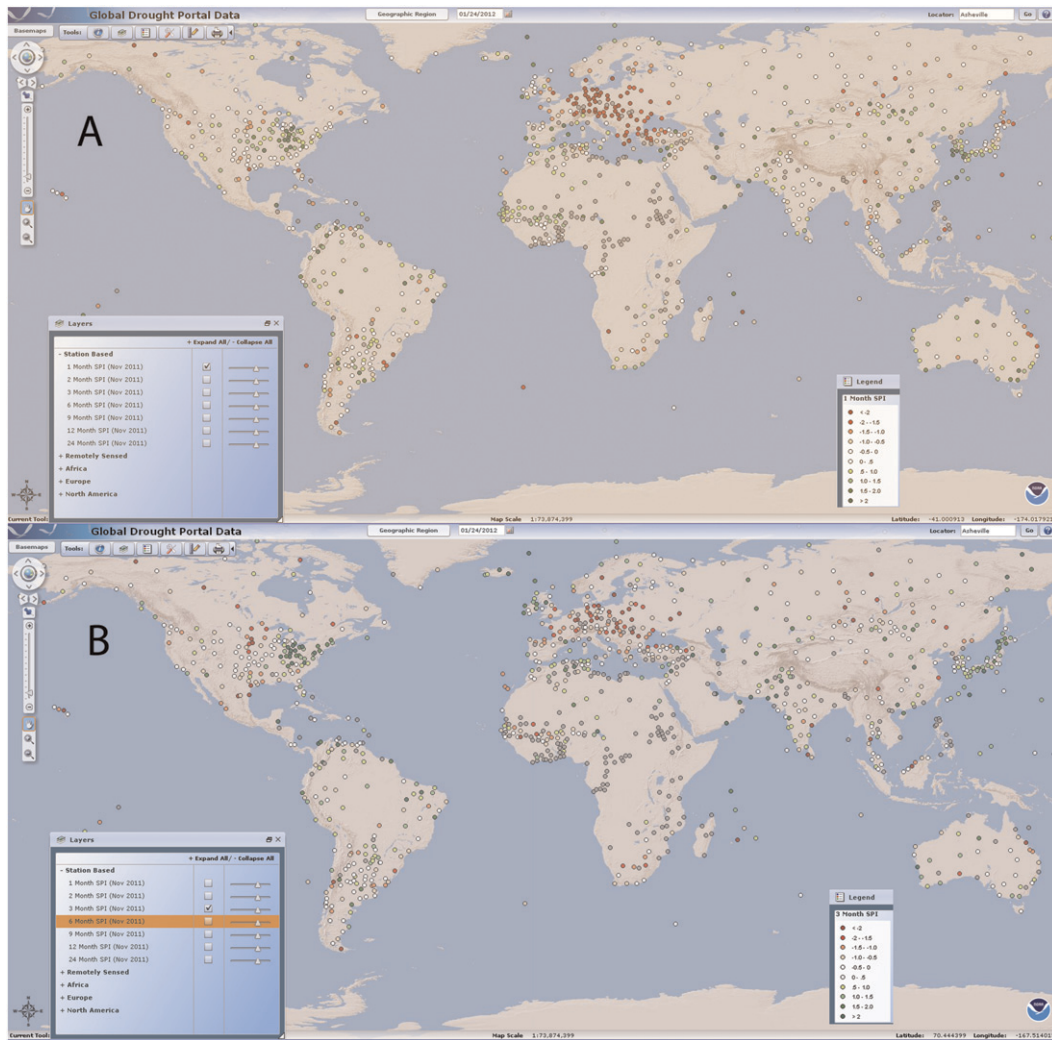 Global Drought Portal Data
Geographic Region
01/24/2012
Locator:
Asheville
Go
Basemaps
Tools:
A
Layers
+ Expand All/ - Collapse All
- Station Based
1 Month SPI (Nov 2011)
2 Month SPI (Nov 2011)
3 Month SPI (Nov 2011)
6 Month SPI (Nov 2011)
9 Month SPI (Nov 2011)
12 Month SPI (Nov 2011)
24 Month SPI (Nov 2011)
+ Remotely Sensed
+ Africa
+ Europe
+ North America
Legend
1 Month SPI
< -2
-2 - -1.5
-1.5 - -1.0
-1.0 - -0.5
-0.5 - 0
0 - .5
.5 - 1.0
1.0 - 1.5
1.5 - 2.0
> 2
Current Tool:
Map Scale 1:73,874,399
Latitude: -41.000913 Longitude: -174.017921
Global Drought Portal Data
Geographic Region
01/24/2012
Locator:
Asheville
Go
Basemaps
Tools:
B
Layers
+ Expand All/ - Collapse All
- Station Based
1 Month SPI (Nov 2011)
2 Month SPI (Nov 2011)
3 Month SPI (Nov 2011)
6 Month SPI (Nov 2011)
9 Month SPI (Nov 2011)
12 Month SPI (Nov 2011)
24 Month SPI (Nov 2011)
+ Remotely Sensed
+ Africa
+ Europe
+ North America
Legend
3 Month SPI
< -2
-2 - -1.5
-1.5 - -1.0
-1.0 - -0.5
-0.5 - 0
0 - .5
.5 - 1.0
1.0 - 1.5
1.5 - 2.0
> 2
Current Tool:
Map Scale 1:73,874,399
Latitude: 70.444399 Longitude: -167.51401